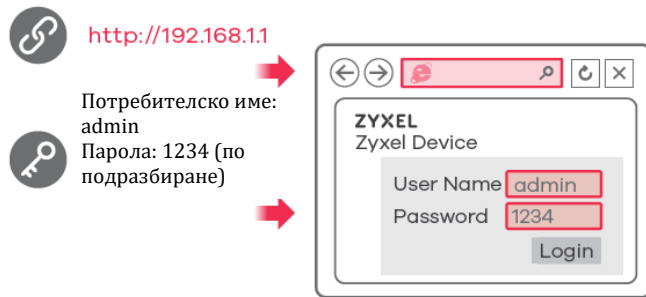 http://192.168.1.1
Потребителско име:
admin
Парола: 1234 (по
подразбиране)
ZYXEL
Zyxel Device
User Name admin
Password 1234
Login